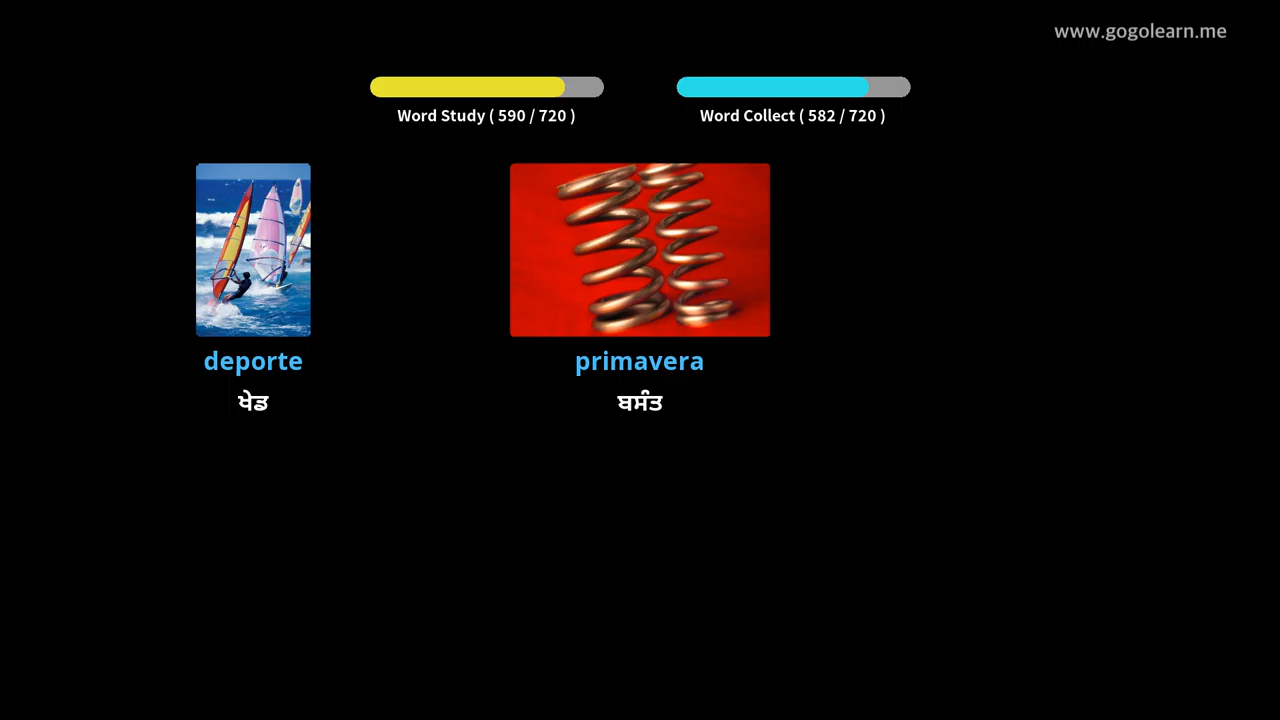 www.gogolearn.me
Word Study ( 590 / 720 )
Word Collect ( 582 / 720 )
deporte
primavera
ਖੇਡ
ਬਸੰਤ